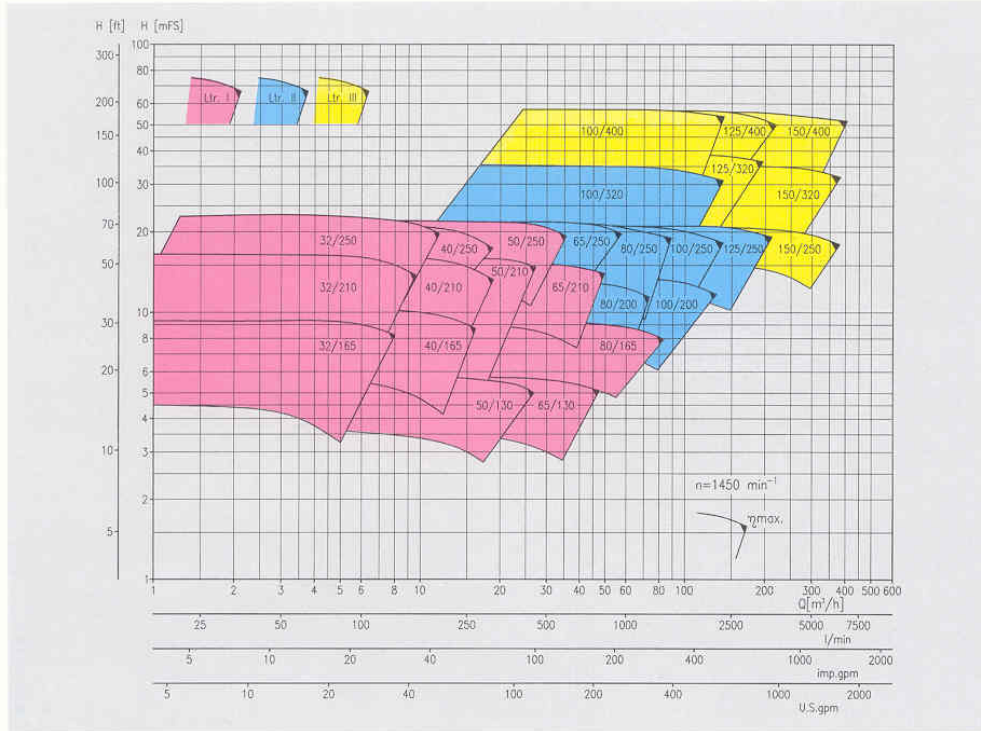 H [ft] H [mFS]
300 100
80
200 60
50
150 40
100 30
70 20
50
30 10
8
20 6
5
4
10 3
2
5
1
Ltr. I Ltr. II Ltr. III
100/400 125/400 150/400
125/320
100/320 150/320
32/250 40/250 50/250 65/250 80/250 100/250 125/250 150/250
50/210
32/210 40/210 65/210
80/200 100/200
32/165 40/165 80/165
50/130 65/130
n=1450 min⁻¹
ηmax.
1 2 3 4 5 6 8 10 20 30 40 50 60 80 100 200 300 400 500 600
Q[m³/h]
25 50 100 250 500 1000 2500 5000 7500
l/min
5 10 20 40 100 200 400 1000 2000
imp.gpm
5 10 20 40 100 200 400 1000 2000
U.S.gpm